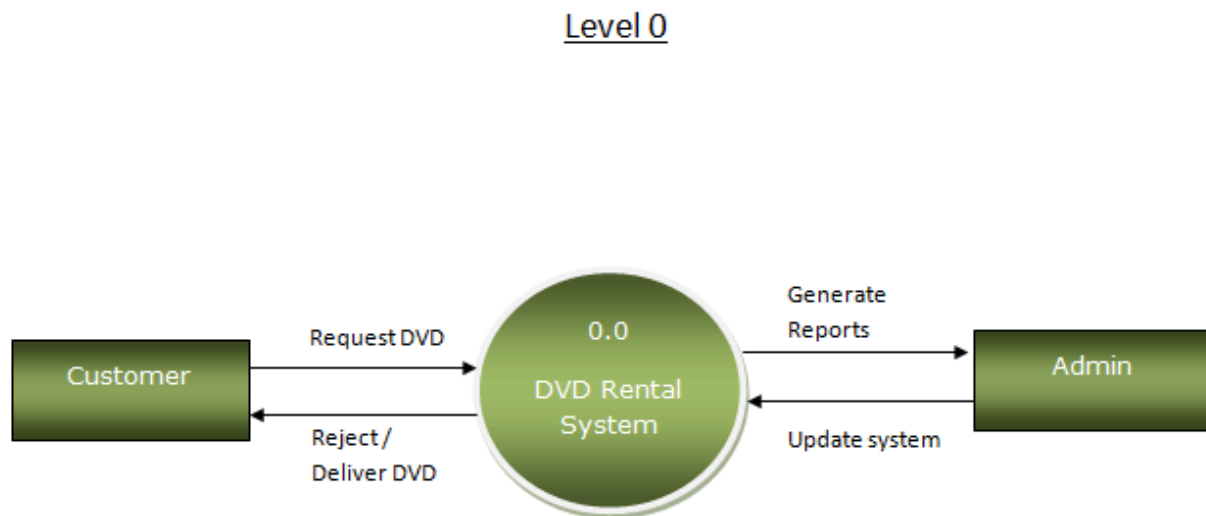 Level 0
Customer
Request DVD
Reject /
Deliver DVD
0.0
DVD Rental
System
Generate
Reports
Update system
Admin